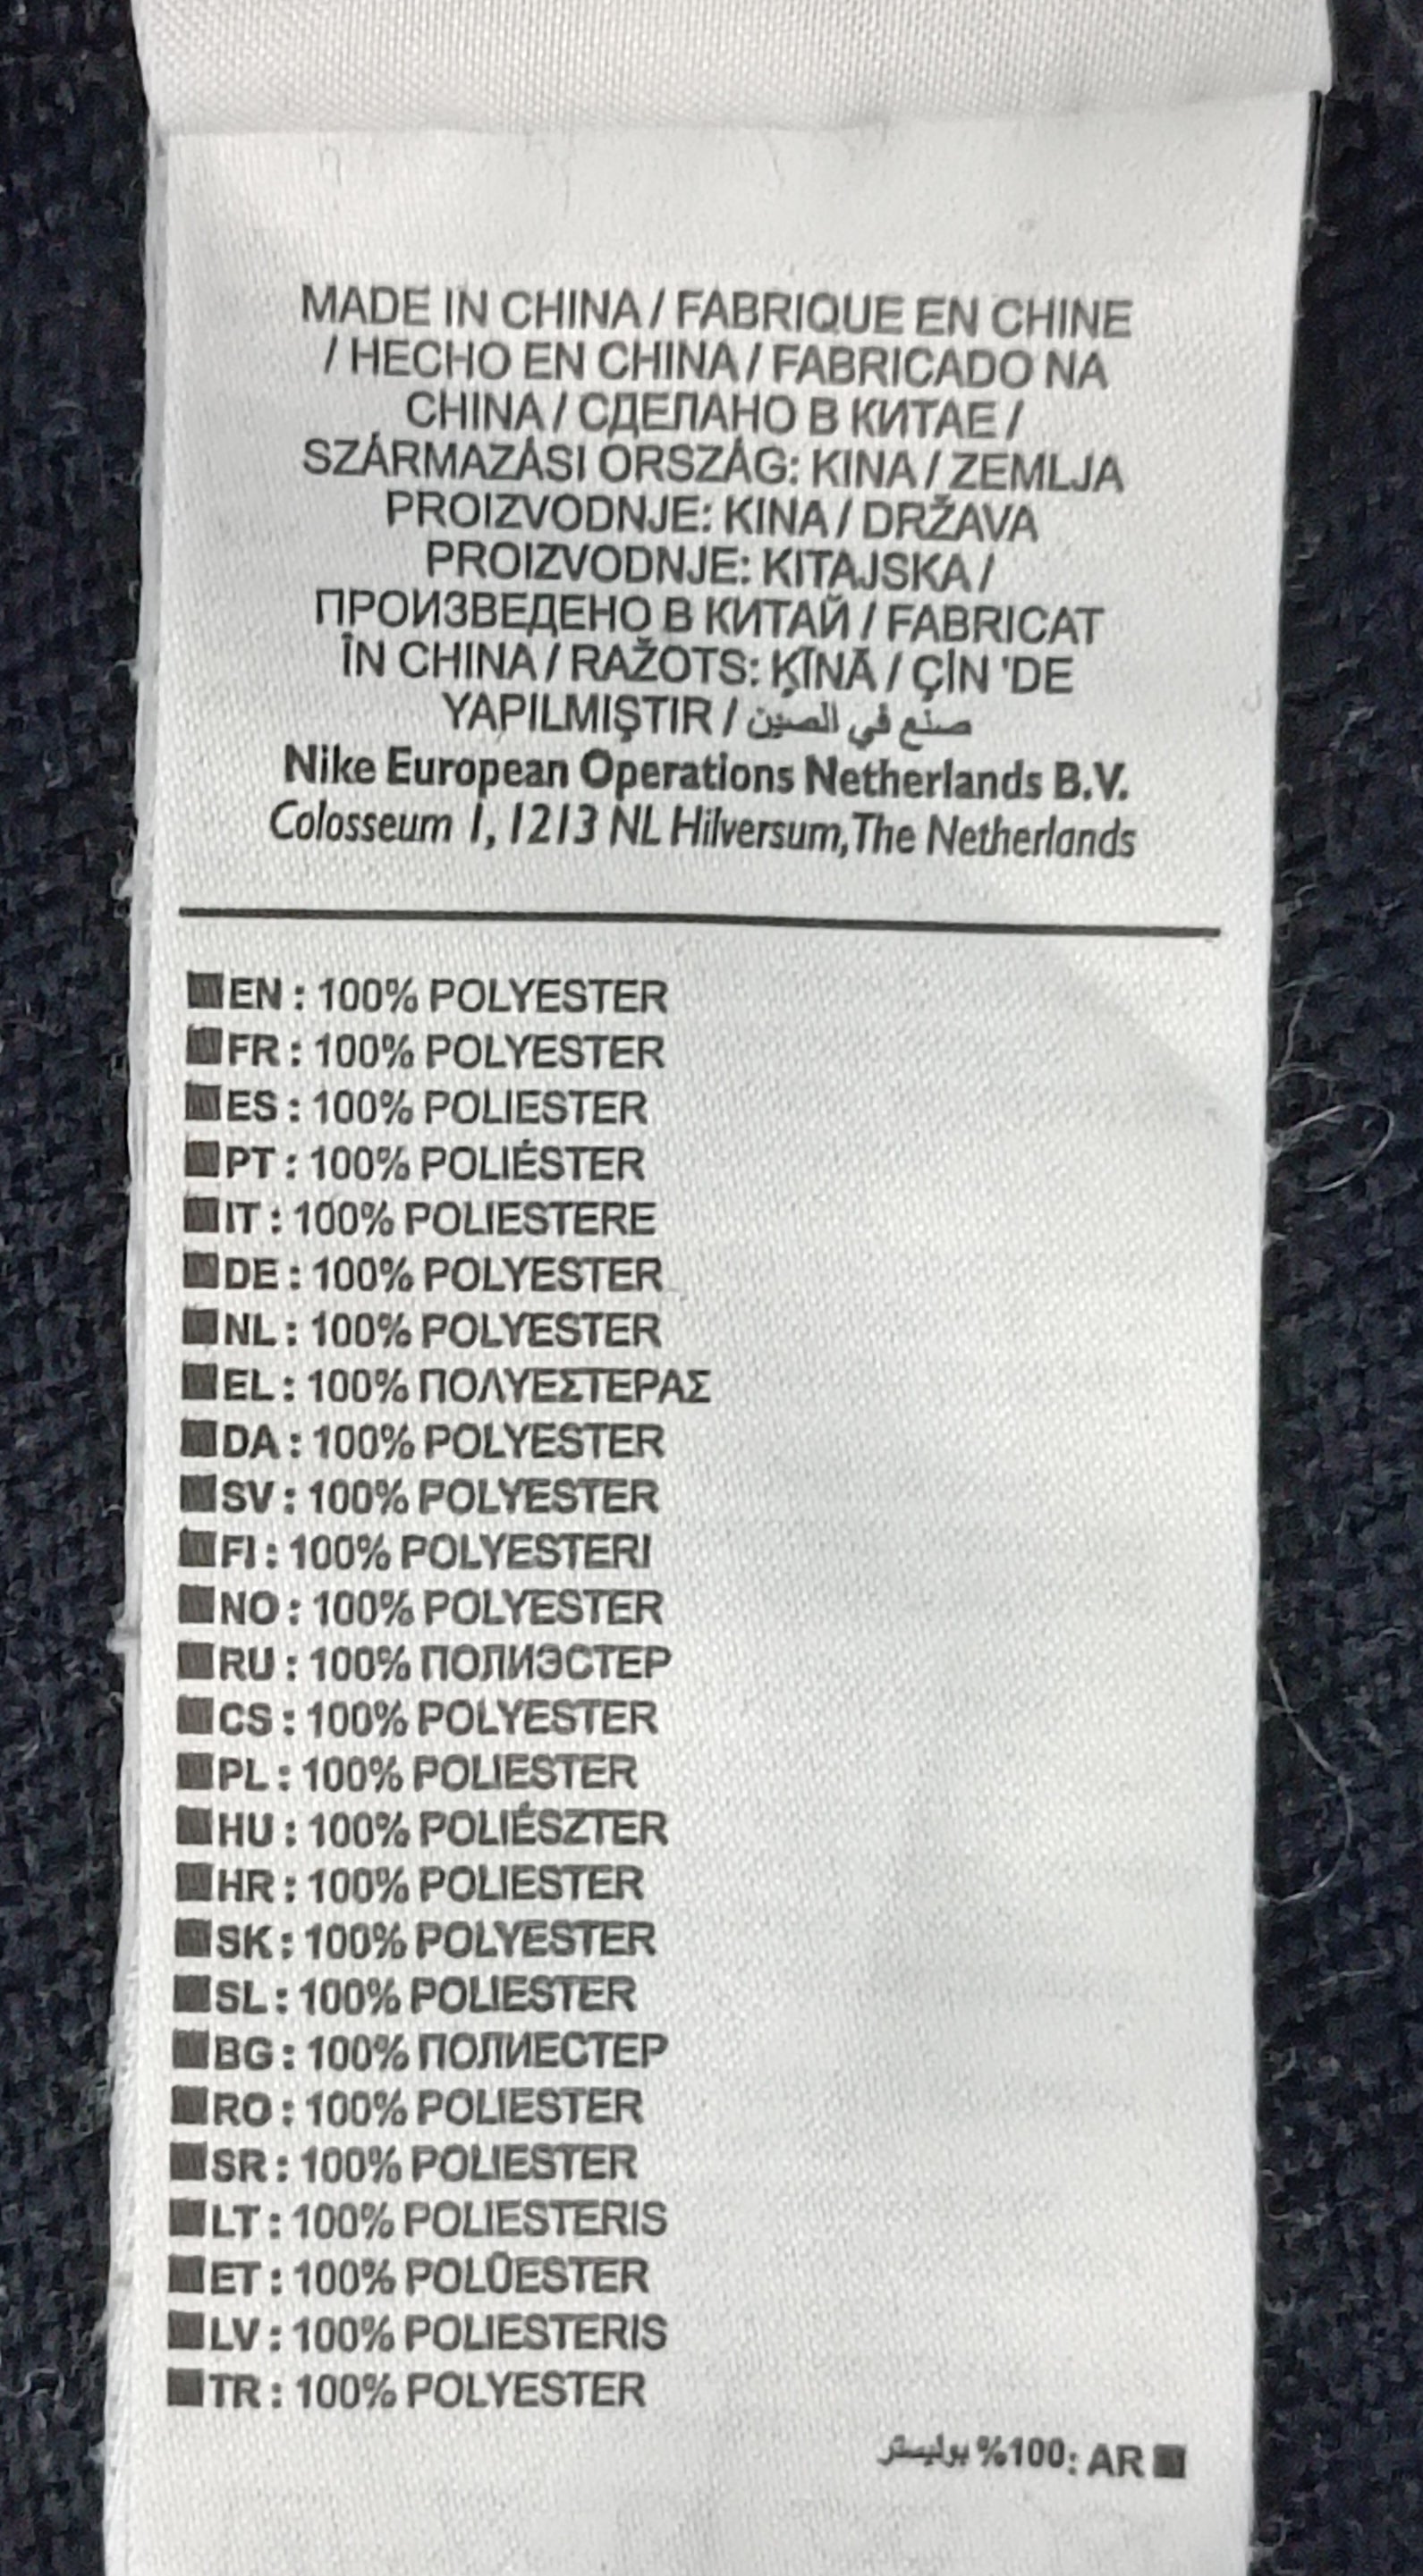 MADE IN CHINA / FABRIQUE EN CHINE
/ HECHO EN CHINA / FABRICADO NA
CHINA / СДЕЛАНО В КИТАЕ /
SZÁRMAZÁSI ORSZÁG: KINA / ZEMLJA
PROIZVODNJE: KINA / DRŽAVA
PROIZVODNJE: KITAJSKA /
ПРОИЗВЕДЕНО В КИТАЙ / FABRICAT
ÎN CHINA / RAŽOTS: ĶĪNĀ / ÇİN 'DE
YAPILMIŞTIR / صنع في الصين
Nike European Operations Netherlands B.V.
Colosseum 1, 1213 NL Hilversum, The Netherlands
■EN : 100% POLYESTER
■FR : 100% POLYESTER
■ES : 100% POLIESTER
■PT : 100% POLIÉSTER
■IT : 100% POLIESTERE
■DE : 100% POLYESTER
■NL : 100% POLYESTER
■EL : 100% ΠΟΛΥΕΣΤΕΡΑΣ
■DA : 100% POLYESTER
■SV : 100% POLYESTER
■FI : 100% POLYESTERI
■NO : 100% POLYESTER
■RU : 100% ПОЛИЭСТЕР
■CS : 100% POLYESTER
■PL : 100% POLIESTER
■HU : 100% POLIÉSZTER
■HR : 100% POLIESTER
■SK : 100% POLYESTER
■SL : 100% POLIESTER
■BG : 100% ПОЛИЕСТЕР
■RO : 100% POLIESTER
■SR : 100% POLIESTER
■LT : 100% POLIESTERIS
■ET : 100% POLÜESTER
■LV : 100% POLIESTERIS
■TR : 100% POLYESTER
■ AR :100% بوليستر